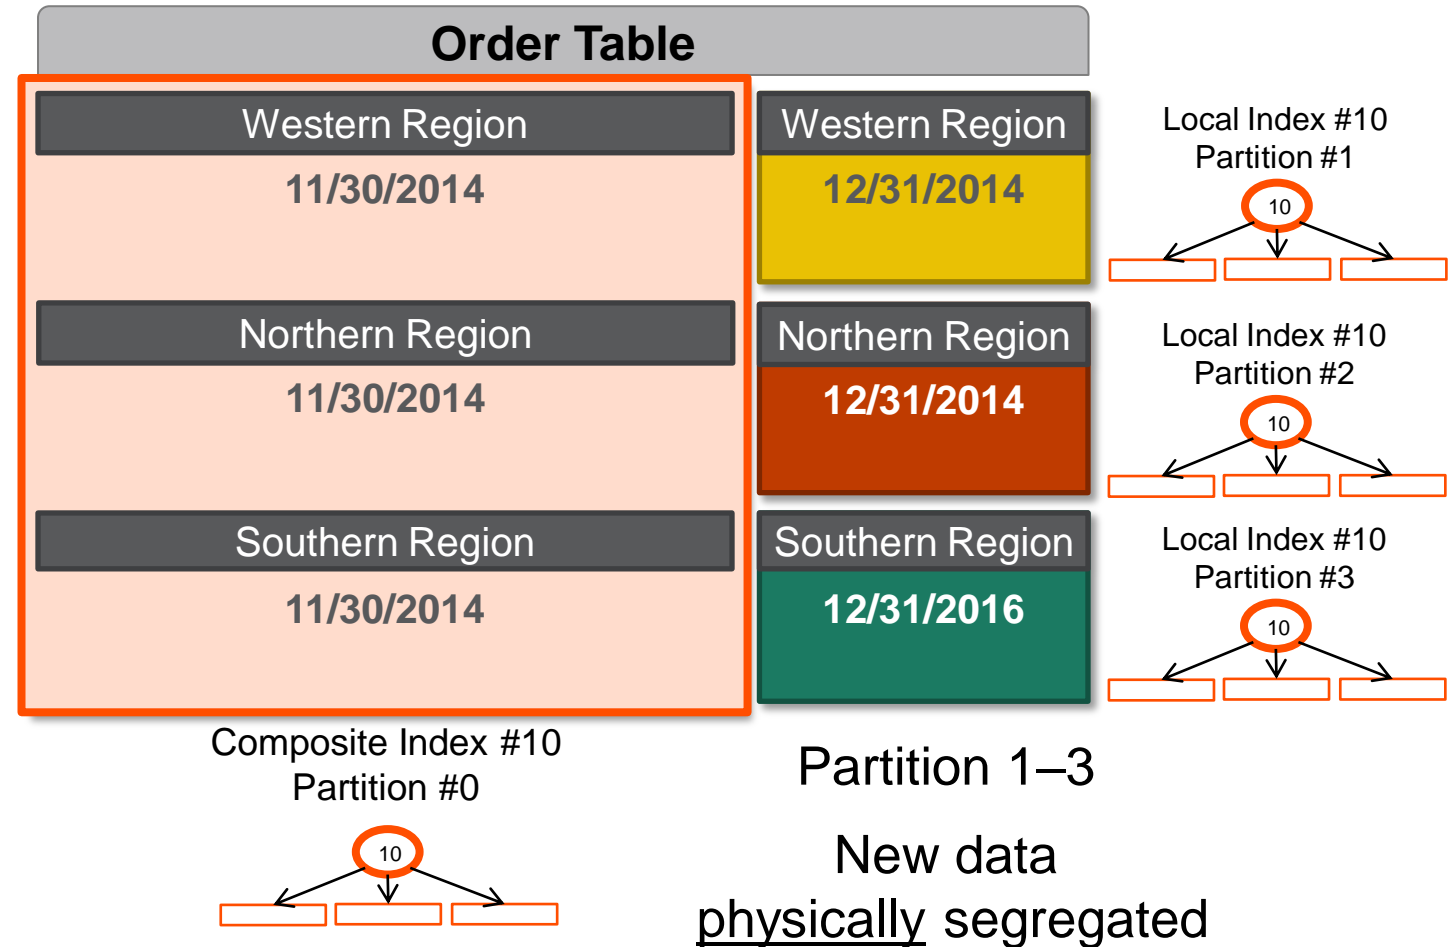 Order Table
Western Region
11/30/2014
Western Region
12/31/2014
Local Index #10
Partition #1
10
Northern Region
11/30/2014
Northern Region
12/31/2014
Local Index #10
Partition #2
10
Southern Region
11/30/2014
Southern Region
12/31/2016
Local Index #10
Partition #3
10
Composite Index #10
Partition #0
10
Partition 1–3
New data
physically segregated